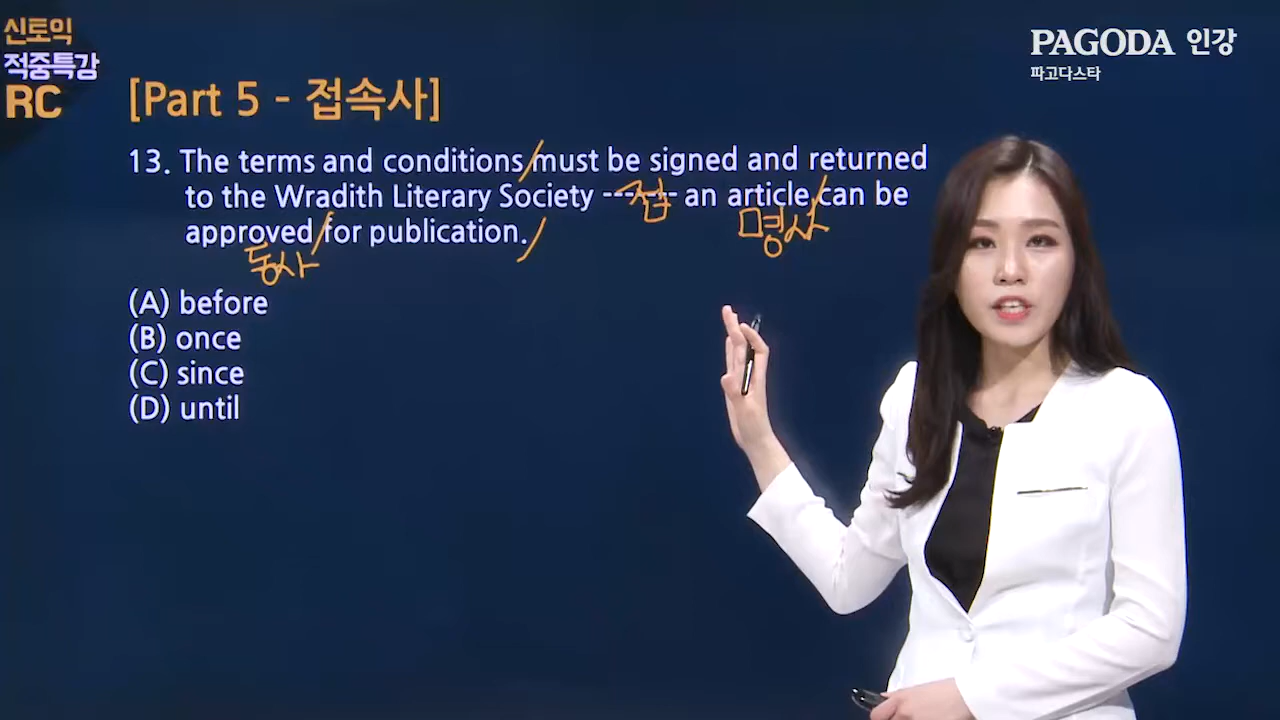 신토익
적중특강
RC
PAGODA 인강
파고다스타
[Part 5 - 접속사]
13. The terms and conditions must be signed and returned
to the Wradith Literary Society ------- an article can be
approved for publication.
접
명사
동사
(A) before
(B) once
(C) since
(D) until